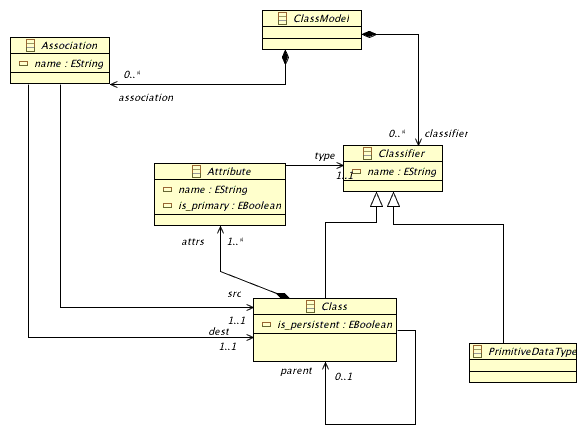 ClassModel
Association
name : EString
0..*
association
0..*
classifier
Classifier
name : EString
type
1..1
Attribute
name : EString
is_primary : EBoolean
attrs
1..*
src
1..1
dest
1..1
Class
is_persistent : EBoolean
parent
0..1
PrimitiveDataType